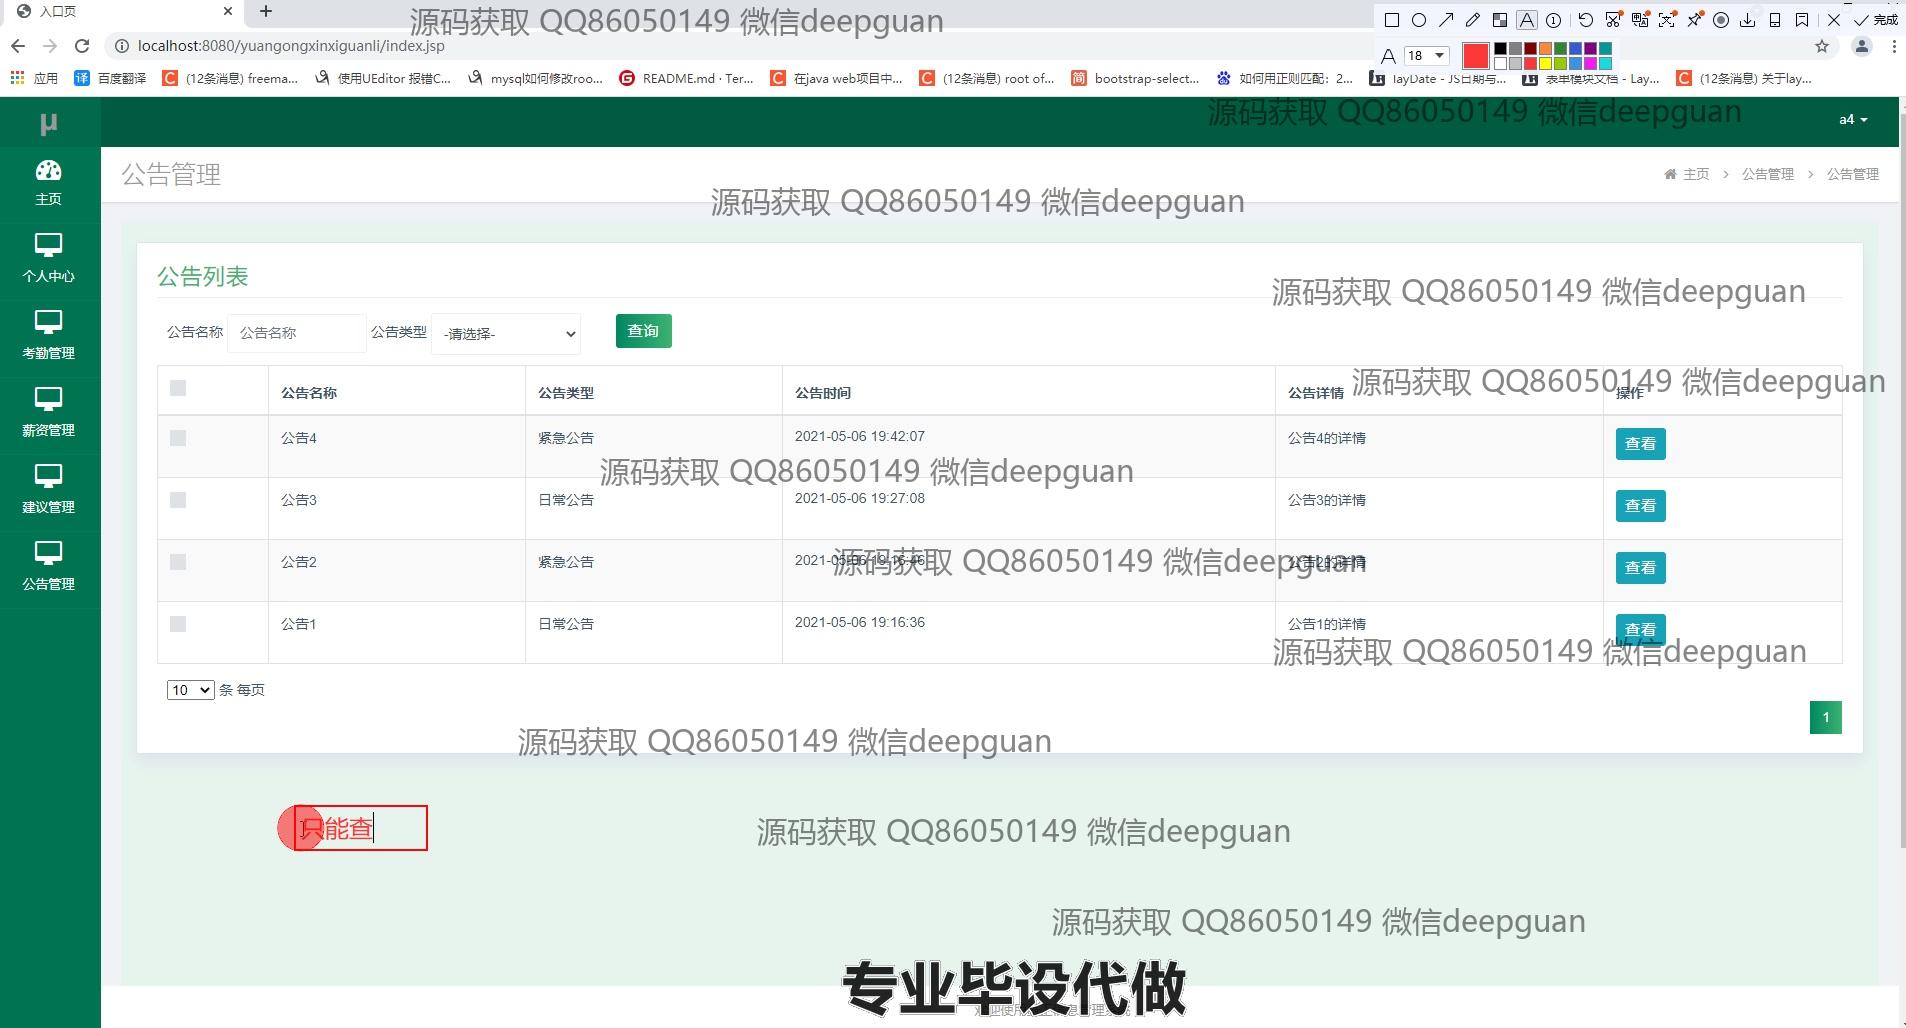 入口页
源码获取 QQ86050149 微信deepguan
完成
localhost:8080/yuangongxinxiguanli/index.jsp
18
应用
百度翻译
(12条消息) freema...
使用UEditor 报错C...
mysql如何修改roo...
README.md · Ter...
在java web项目中...
(12条消息) root of...
bootstrap-select...
如何用正则匹配：2...
layDate - JS日期与...
表单模块文档 - Lay...
(12条消息) 关于lay...
μ
源码获取 QQ86050149 微信deepguan
a4
主页
公告管理
主页 > 公告管理 > 公告管理
源码获取 QQ86050149 微信deepguan
个人中心
公告列表
源码获取 QQ86050149 微信deepguan
考勤管理
公告名称 公告名称 公告类型 -请选择- 查询
源码获取 QQ86050149 微信deepguan
公告名称 公告类型 公告时间 公告详情 操作
薪资管理
公告4 紧急公告 2021-05-06 19:42:07 公告4的详情 查看
源码获取 QQ86050149 微信deepguan
建议管理
公告3 日常公告 2021-05-06 19:27:08 公告3的详情 查看
公告2 紧急公告 2021-05-06 19:16:46 公告2的详情 查看
源码获取 QQ86050149 微信deepguan
公告管理
公告1 日常公告 2021-05-06 19:16:36 公告1的详情 查看
源码获取 QQ86050149 微信deepguan
10 条 每页
1
源码获取 QQ86050149 微信deepguan
只能查
源码获取 QQ86050149 微信deepguan
源码获取 QQ86050149 微信deepguan
专业毕设代做